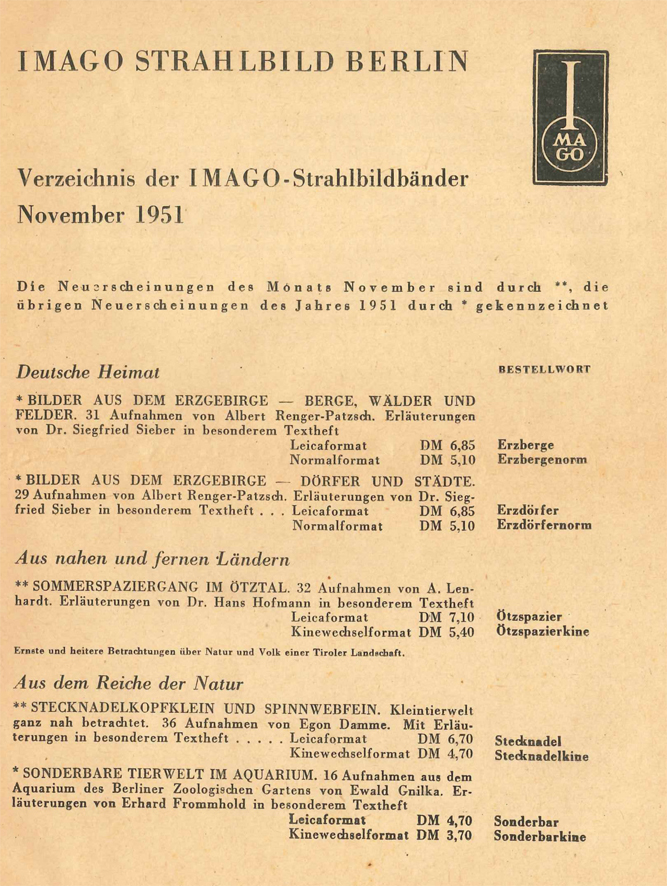 IMAGO STRAHLBILD BERLIN
I
MA
GO
Verzeichnis der IMAGO-Strahlbildbänder
November 1951
Die Neuerscheinungen des Monats November sind durch **, die
übrigen Neuerscheinungen des Jahres 1951 durch * gekennzeichnet
Deutsche Heimat BESTELLWORT
* BILDER AUS DEM ERZGEBIRGE — BERGE, WÄLDER UND
FELDER. 31 Aufnahmen von Albert Renger-Patzsch. Erläuterungen
von Dr. Siegfried Sieber in besonderem Textheft
Leicaformat DM 6,85 Erzberge
Normalformat DM 5,10 Erzbergenorm
* BILDER AUS DEM ERZGEBIRGE — DÖRFER UND STÄDTE.
29 Aufnahmen von Albert Renger-Patzsch. Erläuterungen von Dr. Sieg-
fried Sieber in besonderem Textheft . . . Leicaformat DM 6,85 Erzdörfer
Normalformat DM 5,10 Erzdörfernorm
Aus nahen und fernen Ländern
** SOMMERSPAZIERGANG IM ÖTZTAL. 32 Aufnahmen von A. Len-
hardt. Erläuterungen von Dr. Hans Hofmann in besonderem Textheft
Leicaformat DM 7,10 Ötzspazier
Kinewechselformat DM 5,40 Ötzspazierkine
Ernste und heitere Betrachtungen über Natur und Volk einer Tiroler Landschaft.
Aus dem Reiche der Natur
** STECKNADELKOPFKLEIN UND SPINNWEBFEIN. Kleintierwelt
ganz nah betrachtet. 36 Aufnahmen von Egon Damme. Mit Erläu-
terungen in besonderem Textheft . . . . . Leicaformat DM 6,70 Stecknadel
Kinewechselformat DM 4,70 Stecknadelkine
* SONDERBARE TIERWELT IM AQUARIUM. 16 Aufnahmen aus dem
Aquarium des Berliner Zoologischen Gartens von Ewald Gnilka. Er-
läuterungen von Erhard Frommhold in besonderem Textheft
Leicaformat DM 4,70 Sonderbar
Kinewechselformat DM 3,70 Sonderbarkine